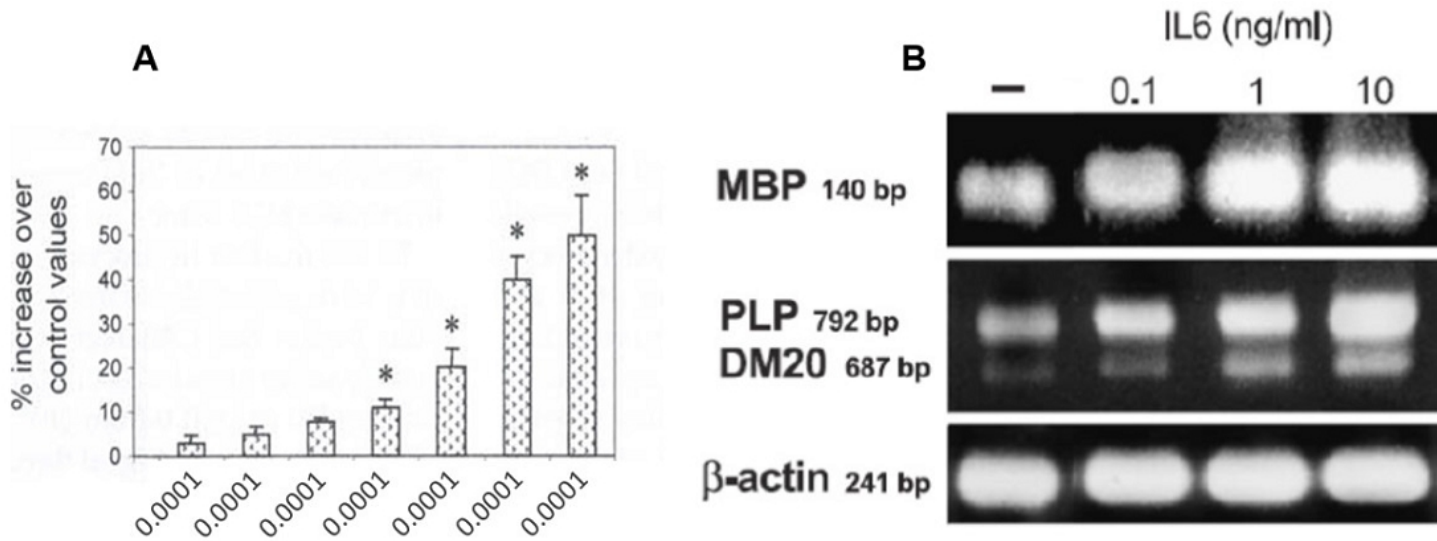 A
% increase over
control values
70
60
50
40
30
20
10
0
*
*
*
*
0.0001
0.0001
0.0001
0.0001
0.0001
0.0001
0.0001
B
IL6 (ng/ml)
– 0.1 1 10
MBP 140 bp
PLP 792 bp
DM20 687 bp
β-actin 241 bp